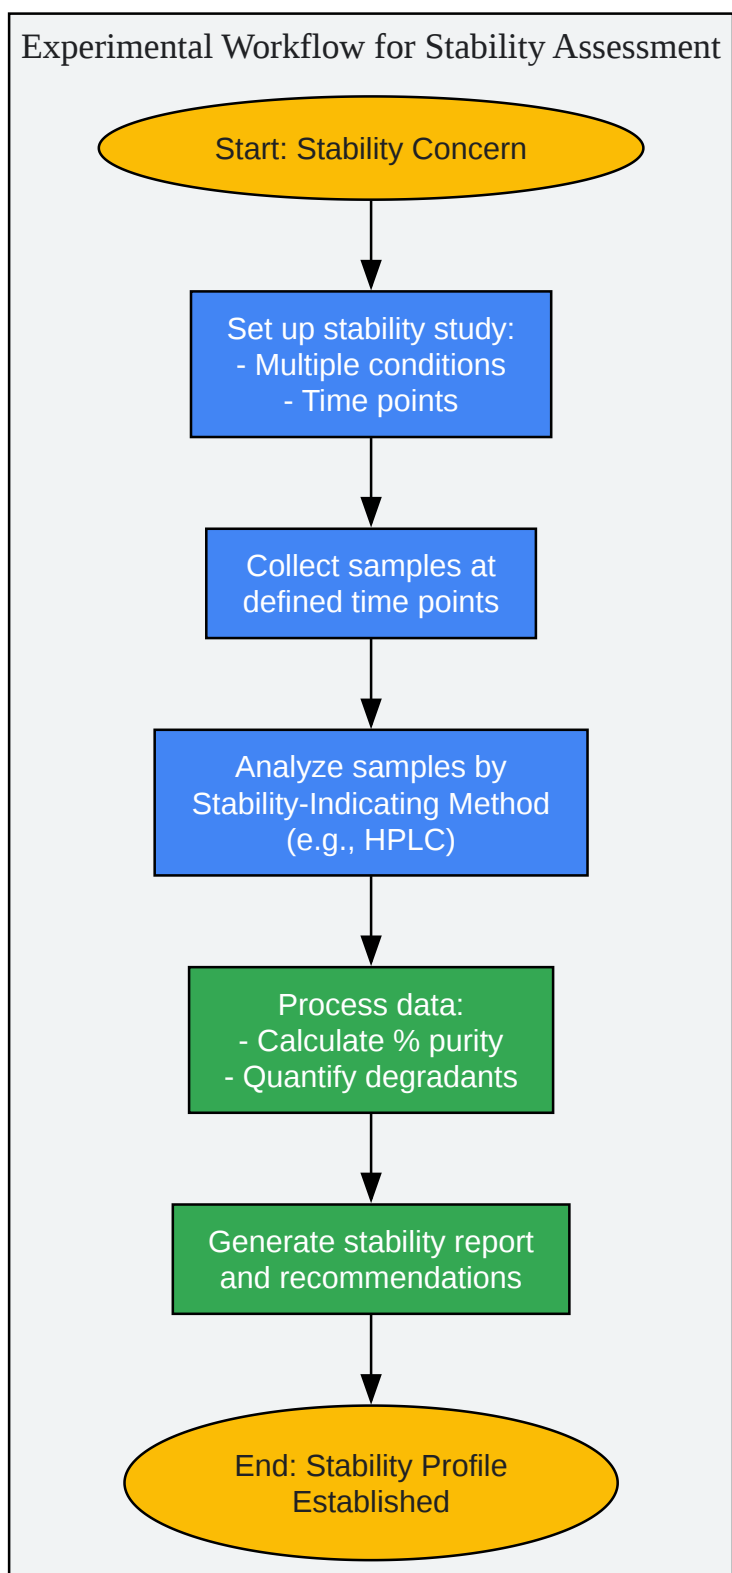 Experimental Workflow for Stability Assessment
Start: Stability Concern
Set up stability study:
- Multiple conditions
- Time points
Collect samples at
defined time points
Analyze samples by
Stability-Indicating Method
(e.g., HPLC)
Process data:
- Calculate % purity
- Quantify degradants
Generate stability report
and recommendations
End: Stability Profile
Established